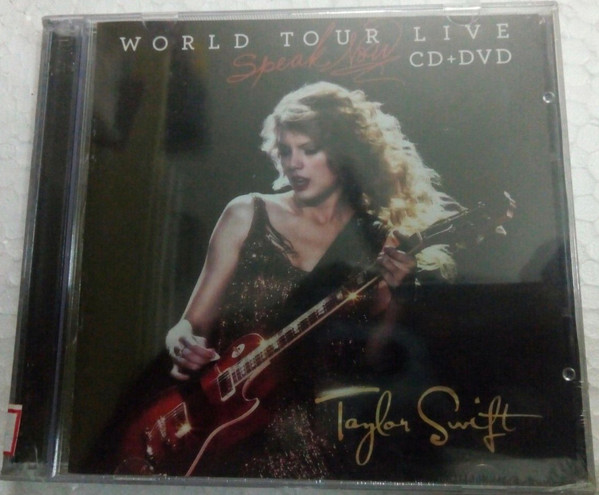 WORLD TOUR LIVE
Speak Now
CD+DVD
Taylor Swift